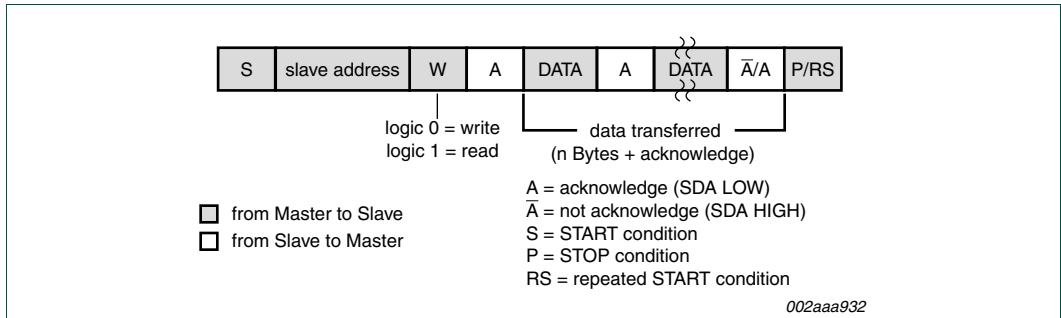 S slave address W A DATA A DATA A̅/A P/RS
logic 0 = write
logic 1 = read
data transferred
(n Bytes + acknowledge)
A = acknowledge (SDA LOW)
A̅ = not acknowledge (SDA HIGH)
S = START condition
P = STOP condition
RS = repeated START condition
from Master to Slave
from Slave to Master
002aaa932